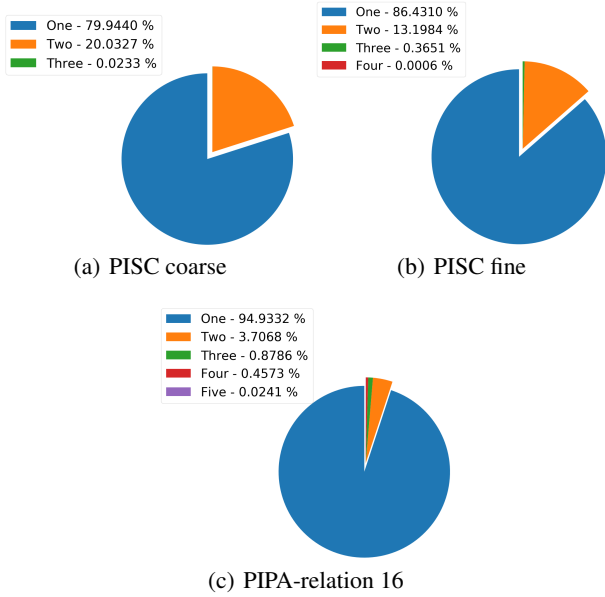 One - 79.9440 %
Two - 20.0327 %
Three - 0.0233 %
(a) PISC coarse
One - 86.4310 %
Two - 13.1984 %
Three - 0.3651 %
Four - 0.0006 %
(b) PISC fine
One - 94.9332 %
Two - 3.7068 %
Three - 0.8786 %
Four - 0.4573 %
Five - 0.0241 %
(c) PIPA-relation 16